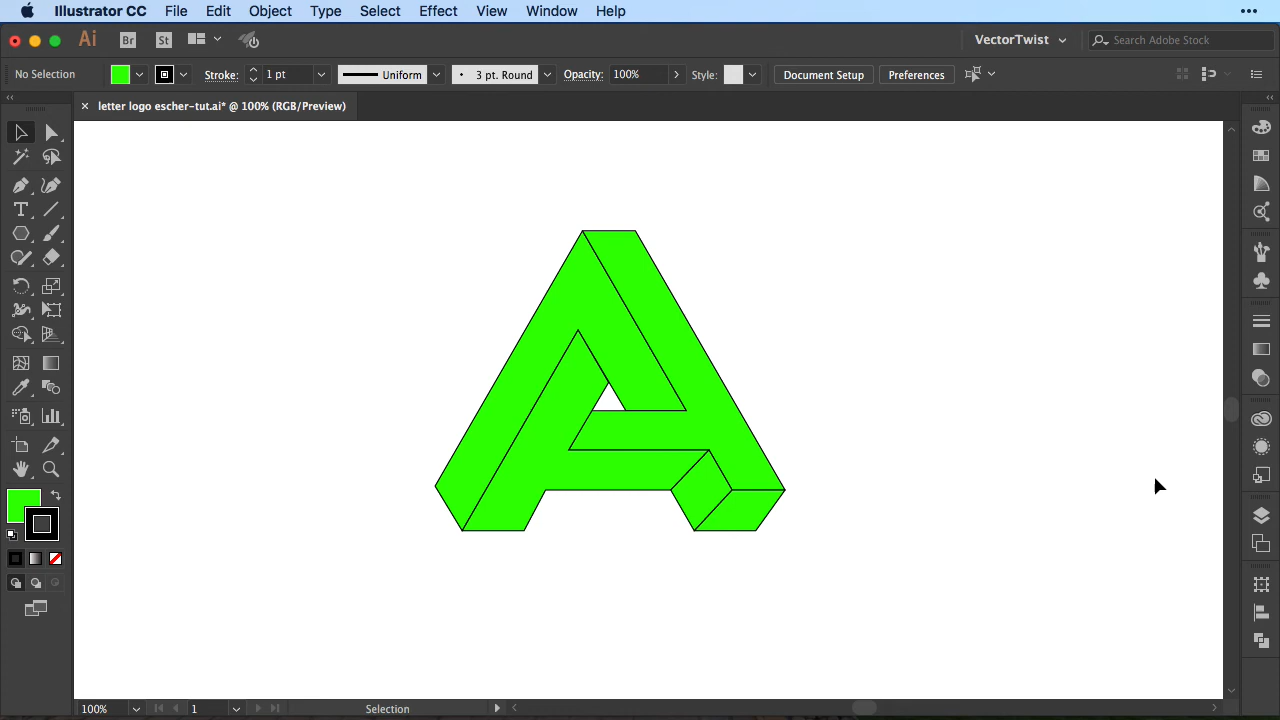 Illustrator CC File Edit Object Type Select Effect View Window Help
Ai Br St VectorTwist Search Adobe Stock
No Selection Stroke: 1 pt Uniform 3 pt. Round Opacity: 100% Style: Document Setup Preferences
× letter logo escher-tut.ai* @ 100% (RGB/Preview)
100% 1 Selection